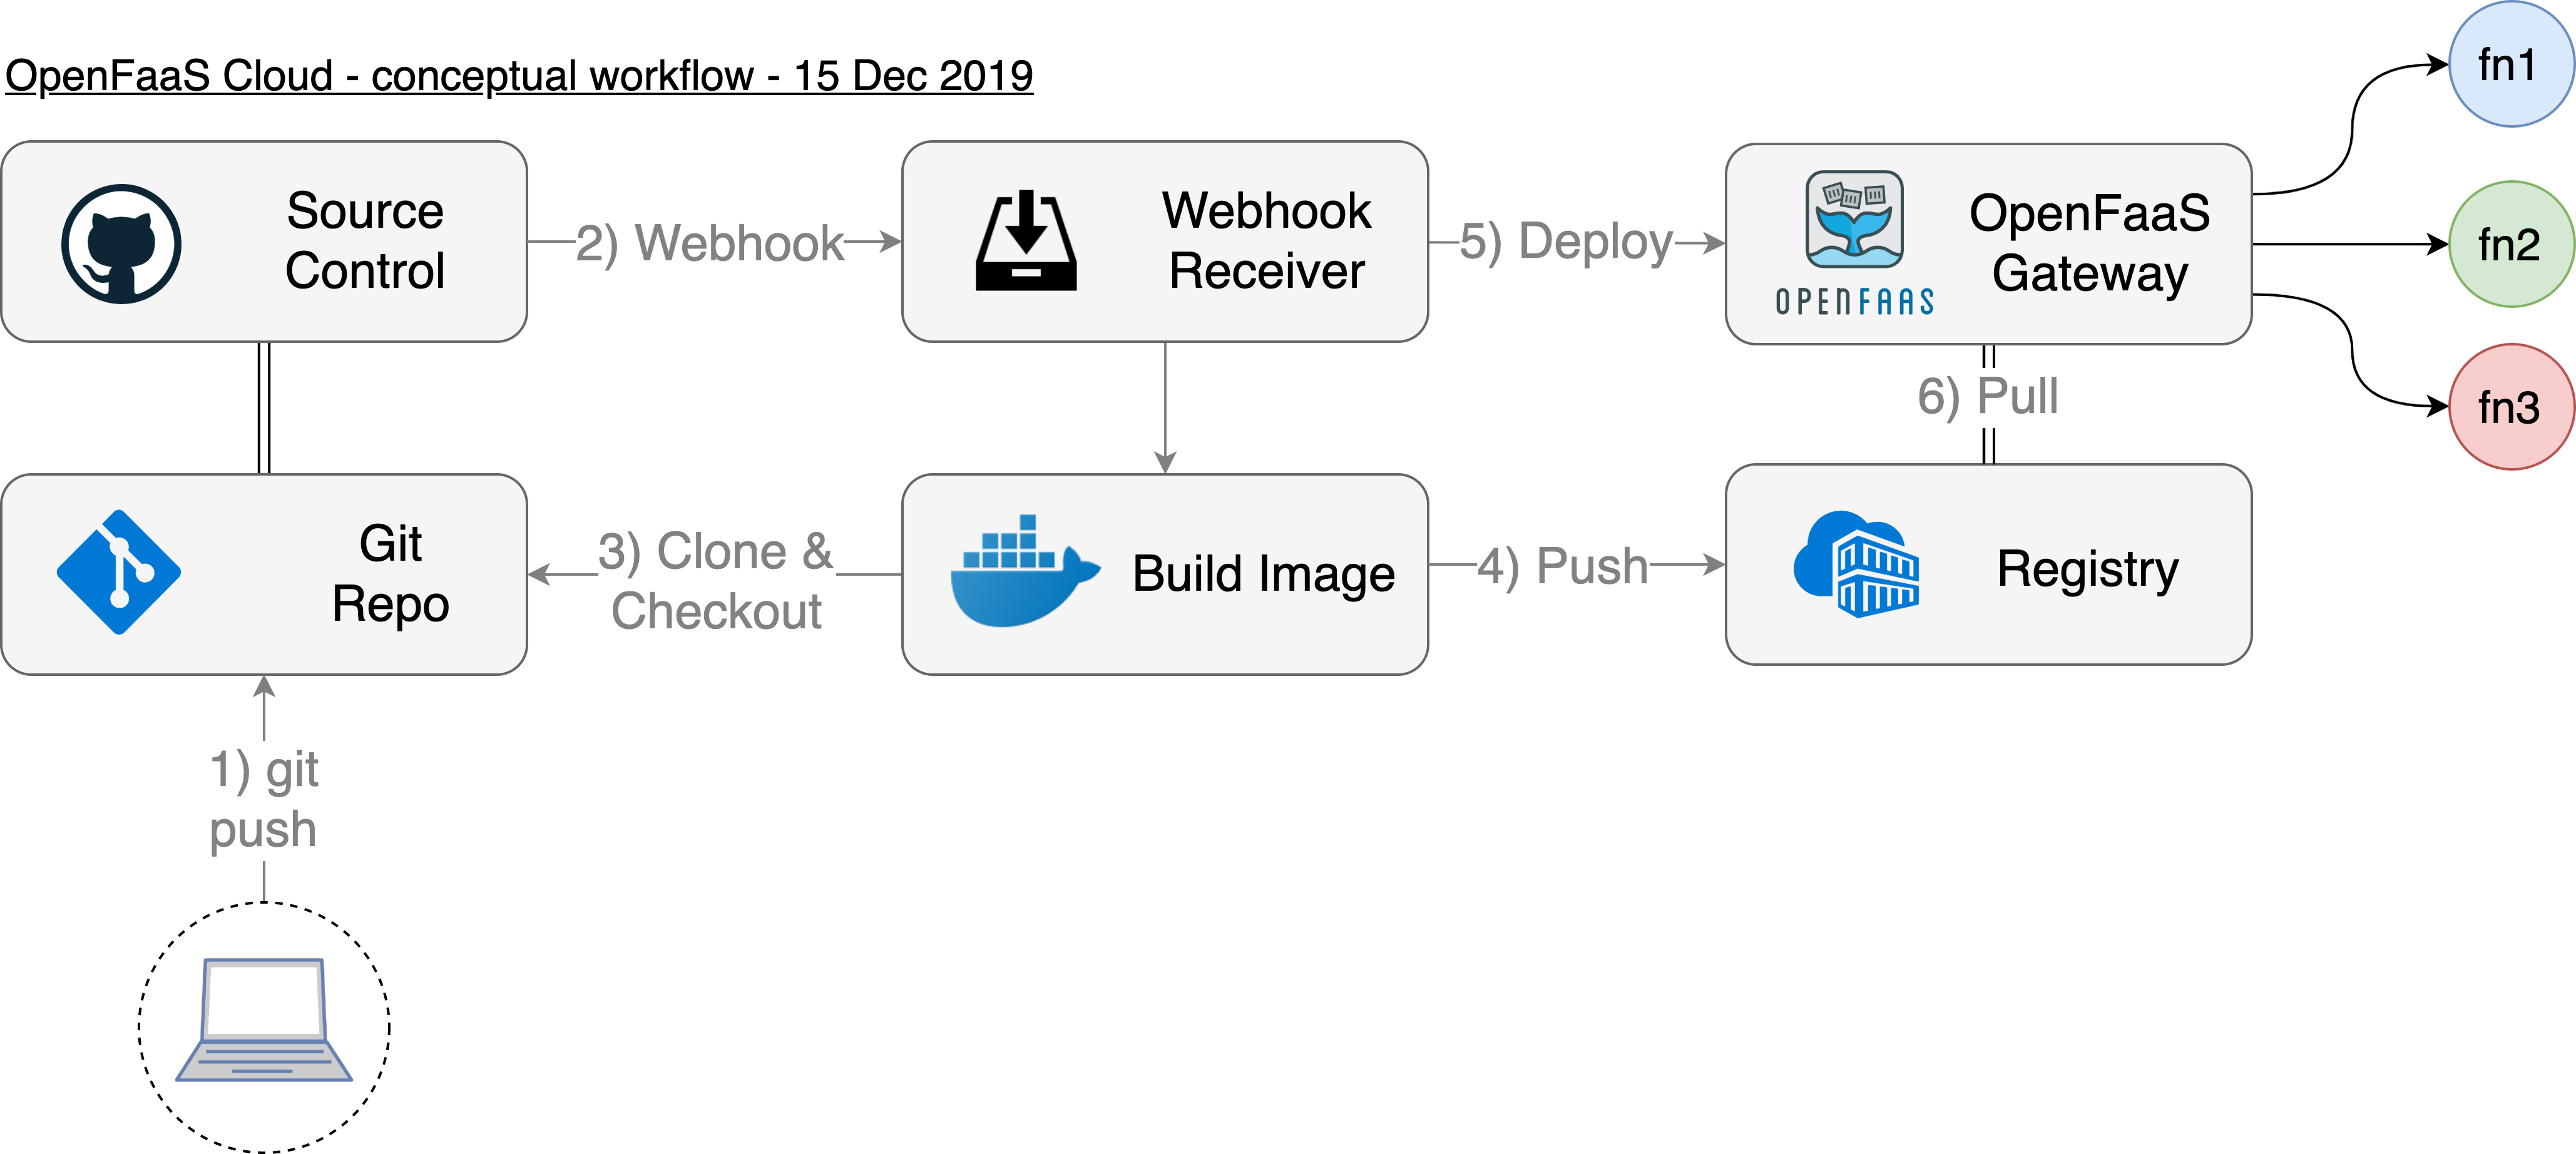 OpenFaaS Cloud - conceptual workflow - 15 Dec 2019
Source
Control
2) Webhook
Webhook
Receiver
5) Deploy
OPENFAAS
OpenFaaS
Gateway
fn1
fn2
fn3
6) Pull
Git
Repo
3) Clone &
Checkout
Build Image
4) Push
Registry
1) git
push